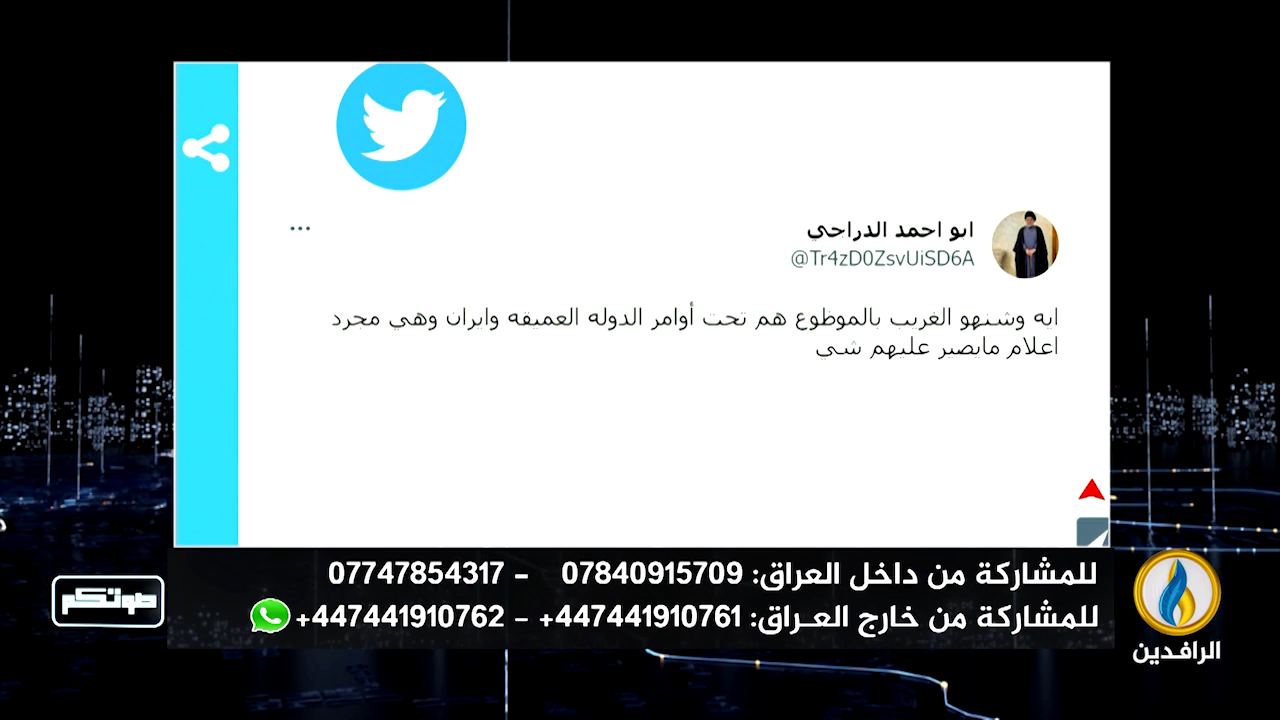 ابو احمد الدراجي
@Tr4zD0ZsvUiSD6A
ايه وشنهو الغريب بالموظوع هم تحت أوامر الدوله العميقه وايران وهي مجرد
اعلام مايصير عليهم شي
للمشاركة من داخل العراق: 07840915709 - 07747854317
للمشاركة من خارج العراق: 447441910761+ - 447441910762+
صوتكم
الرافدين